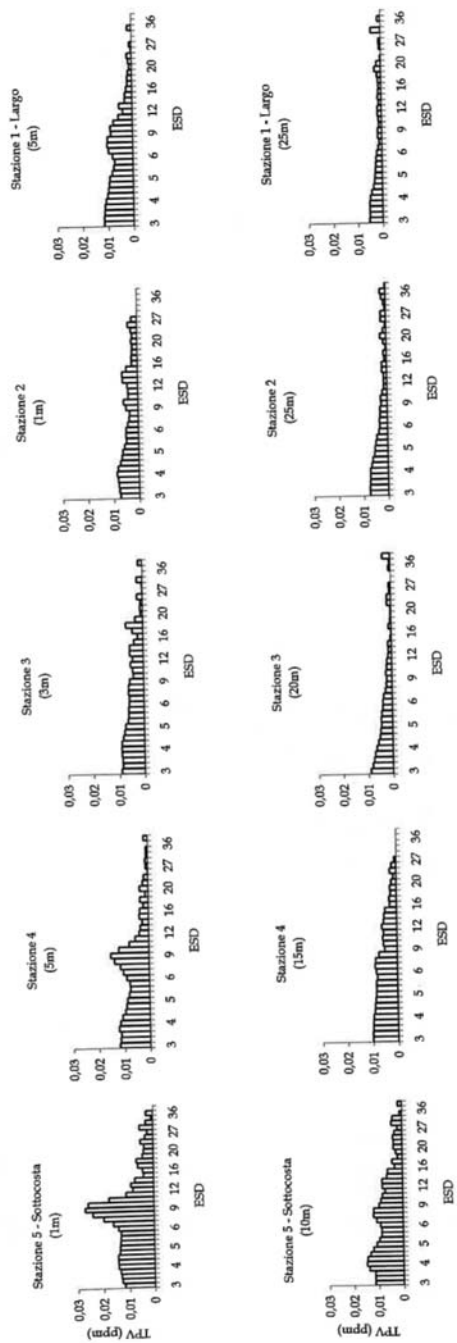 Stazione 5 - Sottocosta
(1m)
TPV (ppm)
0,03
0,02
0,01
0
3 4 5 6 9 12 16 20 27 36
ESD
Stazione 4
(5m)
0,03
0,02
0,01
0
3 4 5 6 9 12 16 20 27 36
ESD
Stazione 3
(3m)
0,03
0,02
0,01
0
3 4 5 6 9 12 16 20 27 36
ESD
Stazione 2
(1m)
0,03
0,02
0,01
0
3 4 5 6 9 12 16 20 27 36
ESD
Stazione 1 - Largo
(5m)
0,03
0,02
0,01
0
3 4 5 6 9 12 16 20 27 36
ESD
Stazione 5 - Sottocosta
(10m)
TPV (ppm)
0,03
0,02
0,01
0
3 4 5 6 9 12 16 20 27 36
ESD
Stazione 4
(15m)
0,03
0,02
0,01
0
3 4 5 6 9 12 16 20 27 36
ESD
Stazione 3
(20m)
0,03
0,02
0,01
0
3 4 5 6 9 12 16 20 27 36
ESD
Stazione 2
(25m)
0,03
0,02
0,01
0
3 4 5 6 9 12 16 20 27 36
ESD
Stazione 1 - Largo
(25m)
0,03
0,02
0,01
0
3 4 5 6 9 12 16 20 27 36
ESD